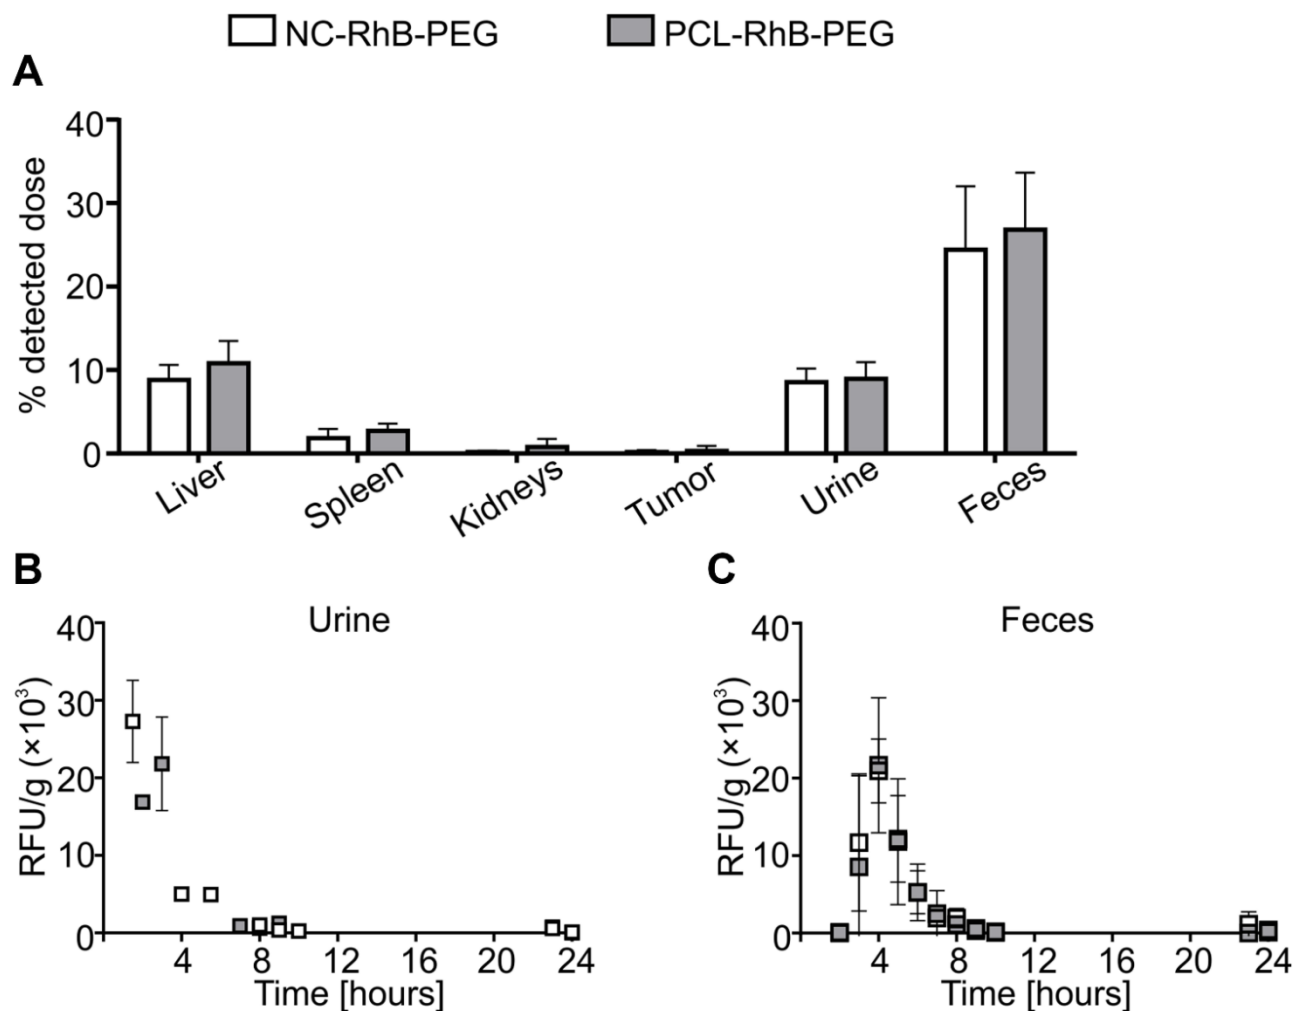 NC-RhB-PEG PCL-RhB-PEG
A
% detected dose
40
30
20
10
0
Liver Spleen Kidneys Tumor Urine Feces
B
Urine
RFU/g (×10³)
40
30
20
10
0
4 8 12 16 20 24
Time [hours]
C
Feces
RFU/g (×10³)
40
30
20
10
0
4 8 12 16 20 24
Time [hours]